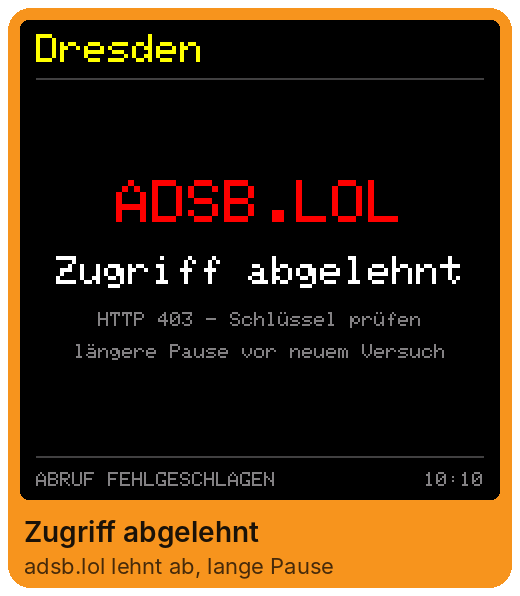 Dresden
ADSB.LOL
Zugriff abgelehnt
HTTP 403 - Schlüssel prüfen
längere Pause vor neuem Versuch
ABRUF FEHLGESCHLAGEN 10:10
Zugriff abgelehnt
adsb.lol lehnt ab, lange Pause